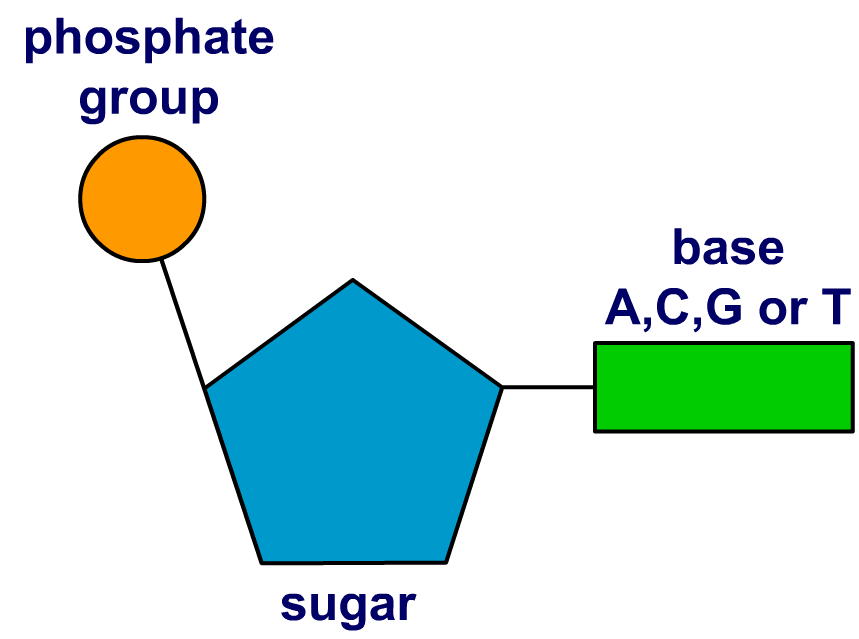 phosphate
group
base
A,C,G or T
sugar